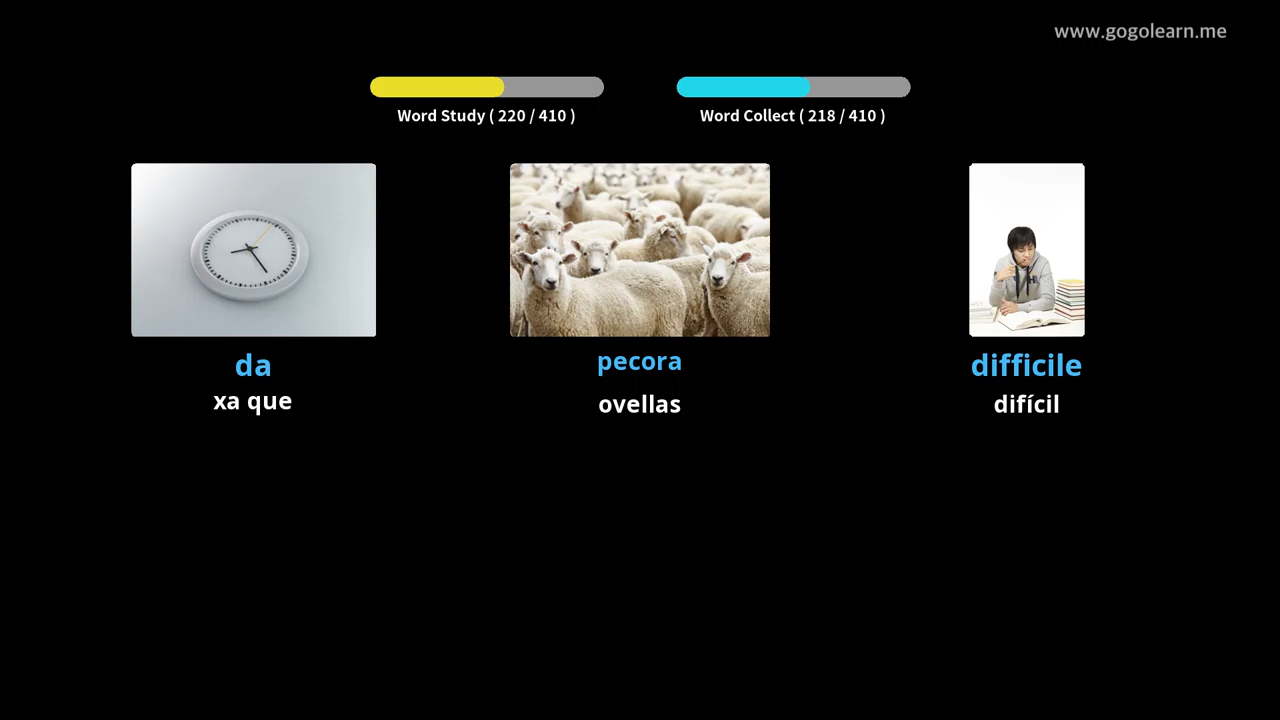 www.gogolearn.me
Word Study ( 220 / 410 )
Word Collect ( 218 / 410 )
da
xa que
pecora
ovellas
difficile
difícil